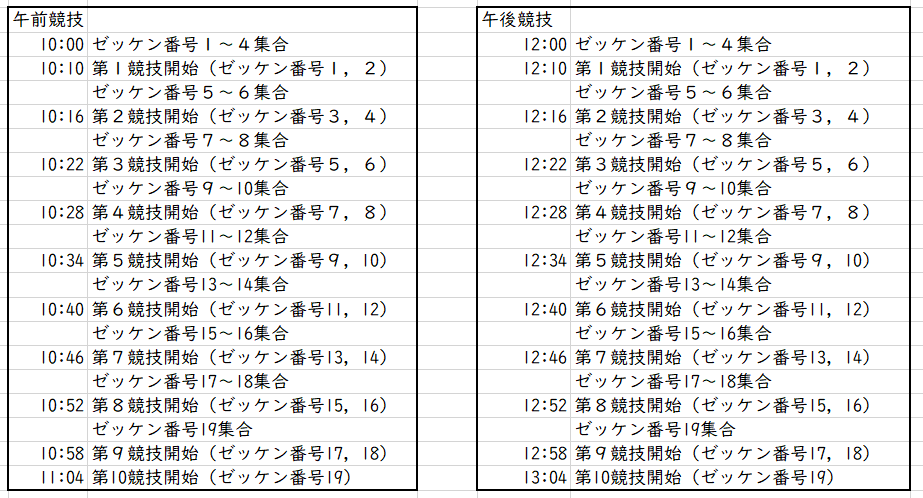 午前競技
10:00 ゼッケン番号１～４集合
10:10 第１競技開始（ゼッケン番号１，２）
ゼッケン番号５～６集合
10:16 第２競技開始（ゼッケン番号３，４）
ゼッケン番号７～８集合
10:22 第３競技開始（ゼッケン番号５，６）
ゼッケン番号９～10集合
10:28 第４競技開始（ゼッケン番号７，８）
ゼッケン番号11～12集合
10:34 第５競技開始（ゼッケン番号９，10）
ゼッケン番号13～14集合
10:40 第６競技開始（ゼッケン番号11，12）
ゼッケン番号15～16集合
10:46 第７競技開始（ゼッケン番号13，14）
ゼッケン番号17～18集合
10:52 第８競技開始（ゼッケン番号15，16）
ゼッケン番号19集合
10:58 第９競技開始（ゼッケン番号17，18）
11:04 第10競技開始（ゼッケン番号19）
午後競技
12:00 ゼッケン番号１～４集合
12:10 第１競技開始（ゼッケン番号１，２）
ゼッケン番号５～６集合
12:16 第２競技開始（ゼッケン番号３，４）
ゼッケン番号７～８集合
12:22 第３競技開始（ゼッケン番号５，６）
ゼッケン番号９～10集合
12:28 第４競技開始（ゼッケン番号７，８）
ゼッケン番号11～12集合
12:34 第５競技開始（ゼッケン番号９，10）
ゼッケン番号13～14集合
12:40 第６競技開始（ゼッケン番号11，12）
ゼッケン番号15～16集合
12:46 第７競技開始（ゼッケン番号13，14）
ゼッケン番号17～18集合
12:52 第８競技開始（ゼッケン番号15，16）
ゼッケン番号19集合
12:58 第９競技開始（ゼッケン番号17，18）
13:04 第10競技開始（ゼッケン番号19）